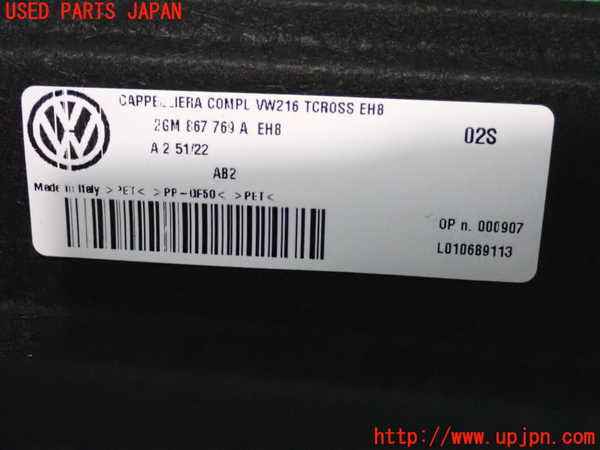 USED PARTS JAPAN
CAPPELLIERA COMPL VW216 TCROSS EH8
2GM 867 769 A EH8
02S
A 2 51/22
AB2
Made in Italy >PET< >PP-GF50< >PET<
OP n. 000907
L010689113
http://www.upjpn.com/